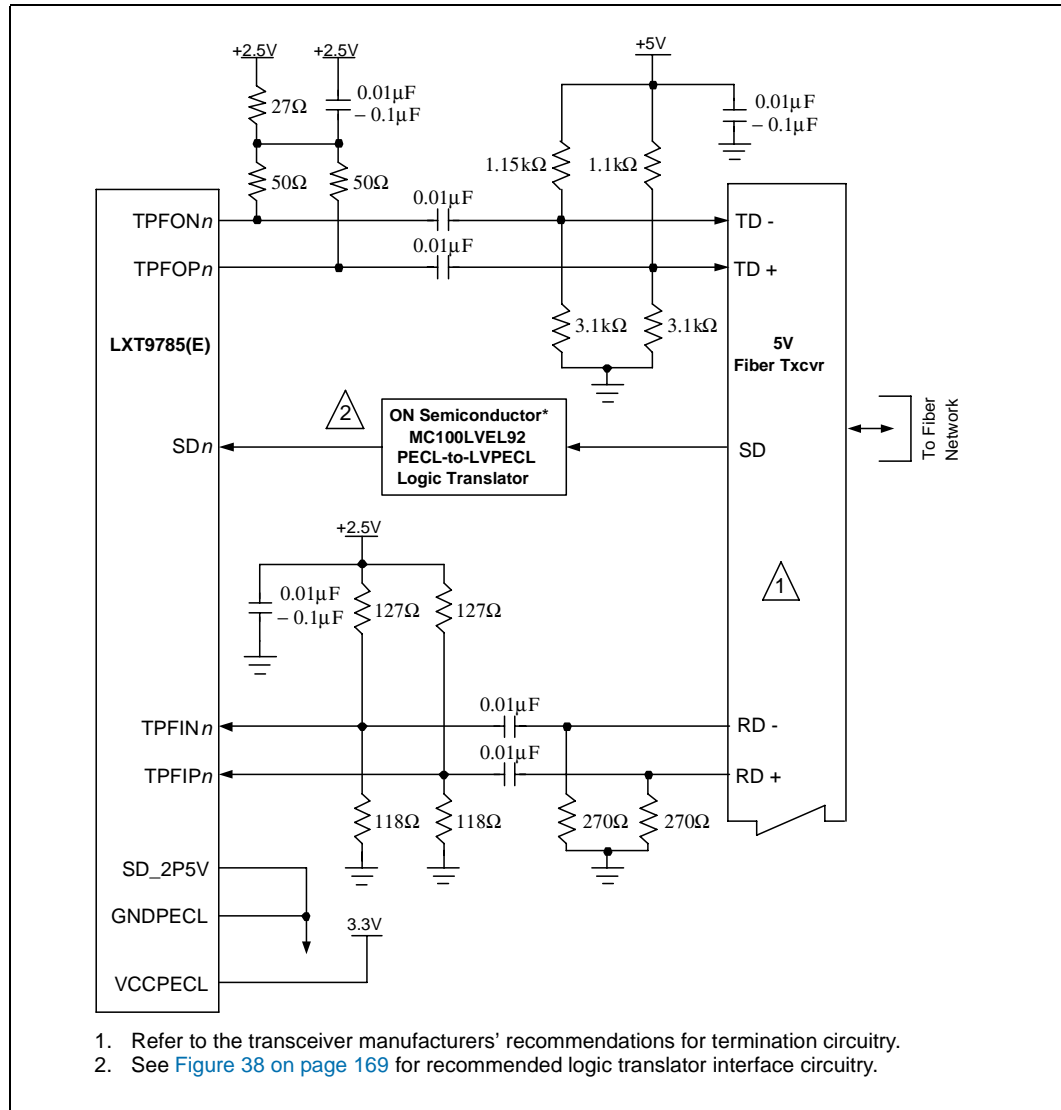 +2.5V
+2.5V
+5V
27Ω
0.01µF
– 0.1µF
0.01µF
– 0.1µF
50Ω
50Ω
1.15kΩ
1.1kΩ
0.01µF
TPFONn
TD -
0.01µF
TPFOPn
TD +
3.1kΩ
3.1kΩ
LXT9785(E)
5V
Fiber Txcvr
2
ON Semiconductor*
MC100LVEL92
PECL-to-LVPECL
Logic Translator
SDn
SD
To Fiber
Network
+2.5V
0.01µF
– 0.1µF
127Ω
127Ω
1
0.01µF
TPFINn
RD -
0.01µF
TPFIPn
RD +
118Ω
118Ω
270Ω
270Ω
SD_2P5V
GNDPECL
3.3V
VCCPECL
1. Refer to the transceiver manufacturers’ recommendations for termination circuitry.
2. See Figure 38 on page 169 for recommended logic translator interface circuitry.